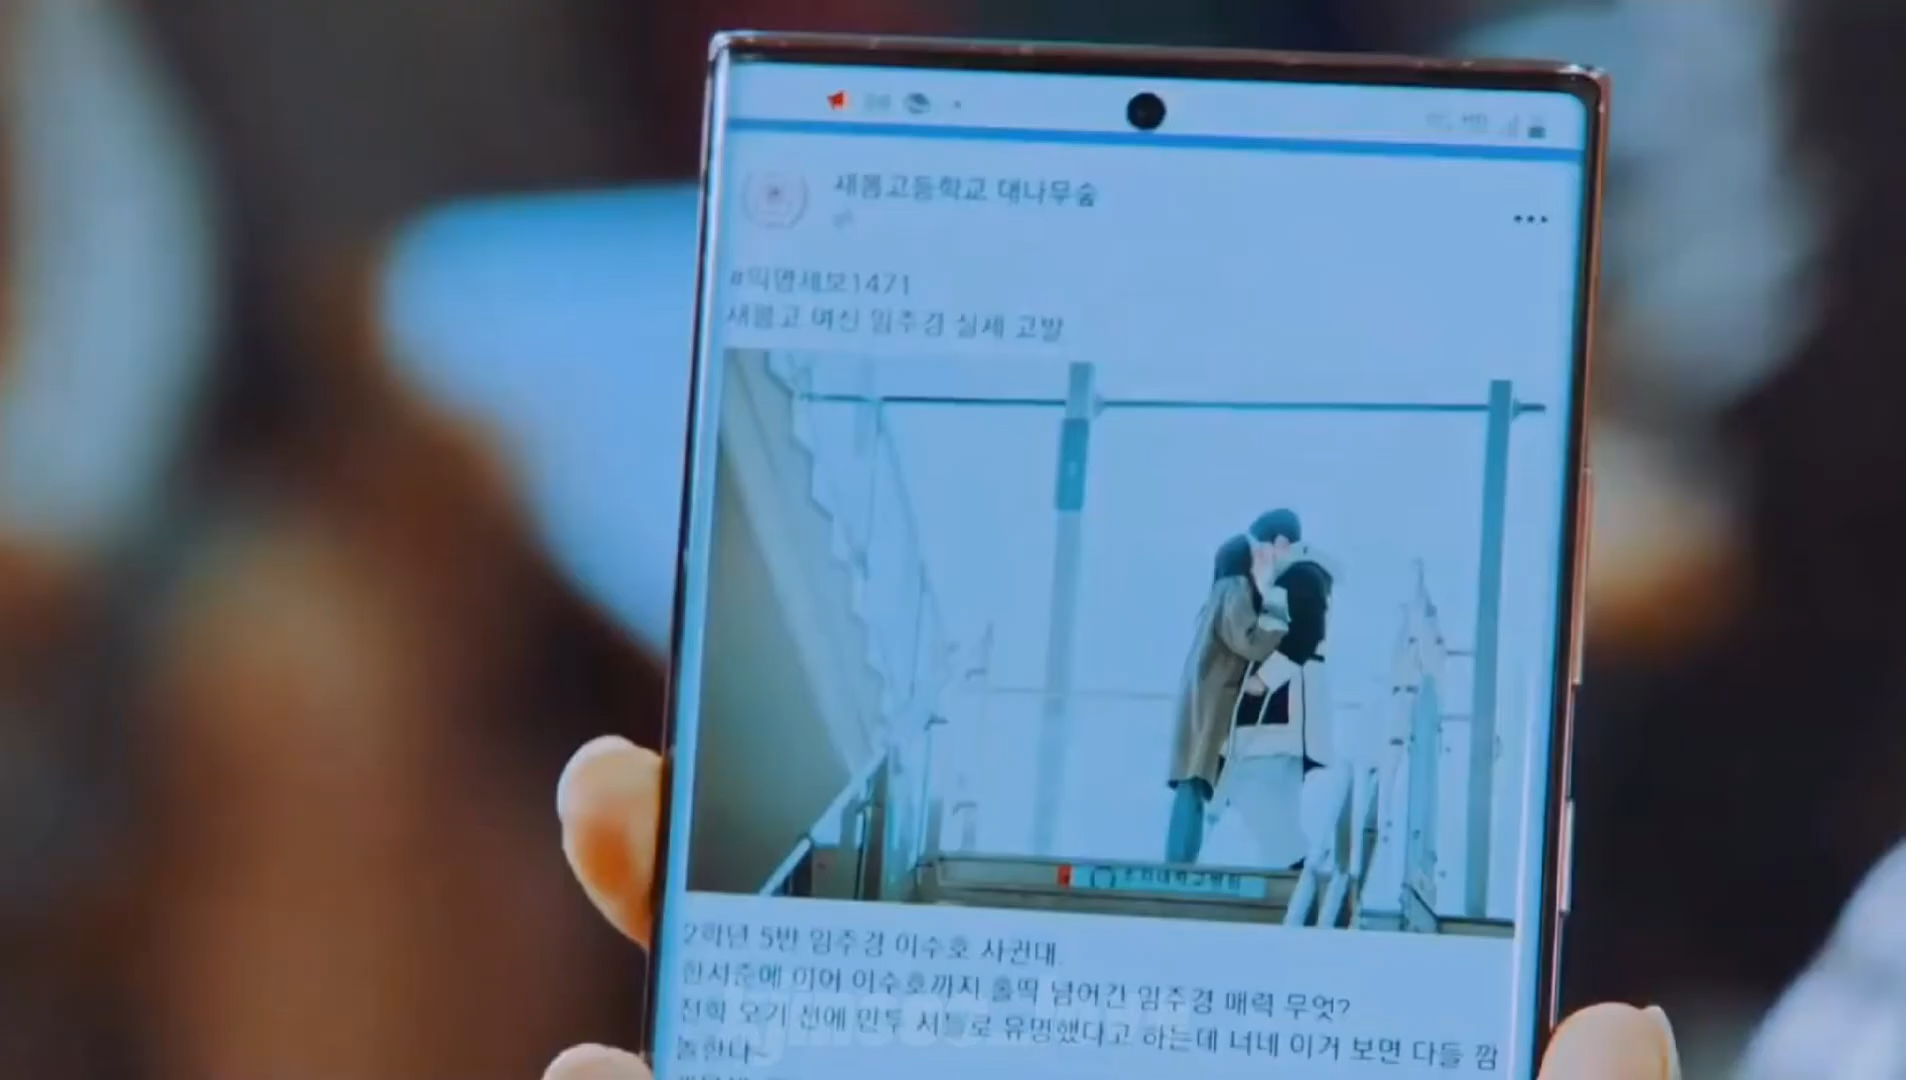 새봄고등학교 대나무숲
#익명제보1471
새봄고 여신 임주경 실체 고발
2학년 5반 임주경 이수호 사귄대.
한서준에 이어 이수호까지 홀딱 넘어간 임주경 매력 무엇?
전학 오기 전에 민투 셔틀로 유명했다고 하는데 너네 이거 보면 다들 깜
놀한다~